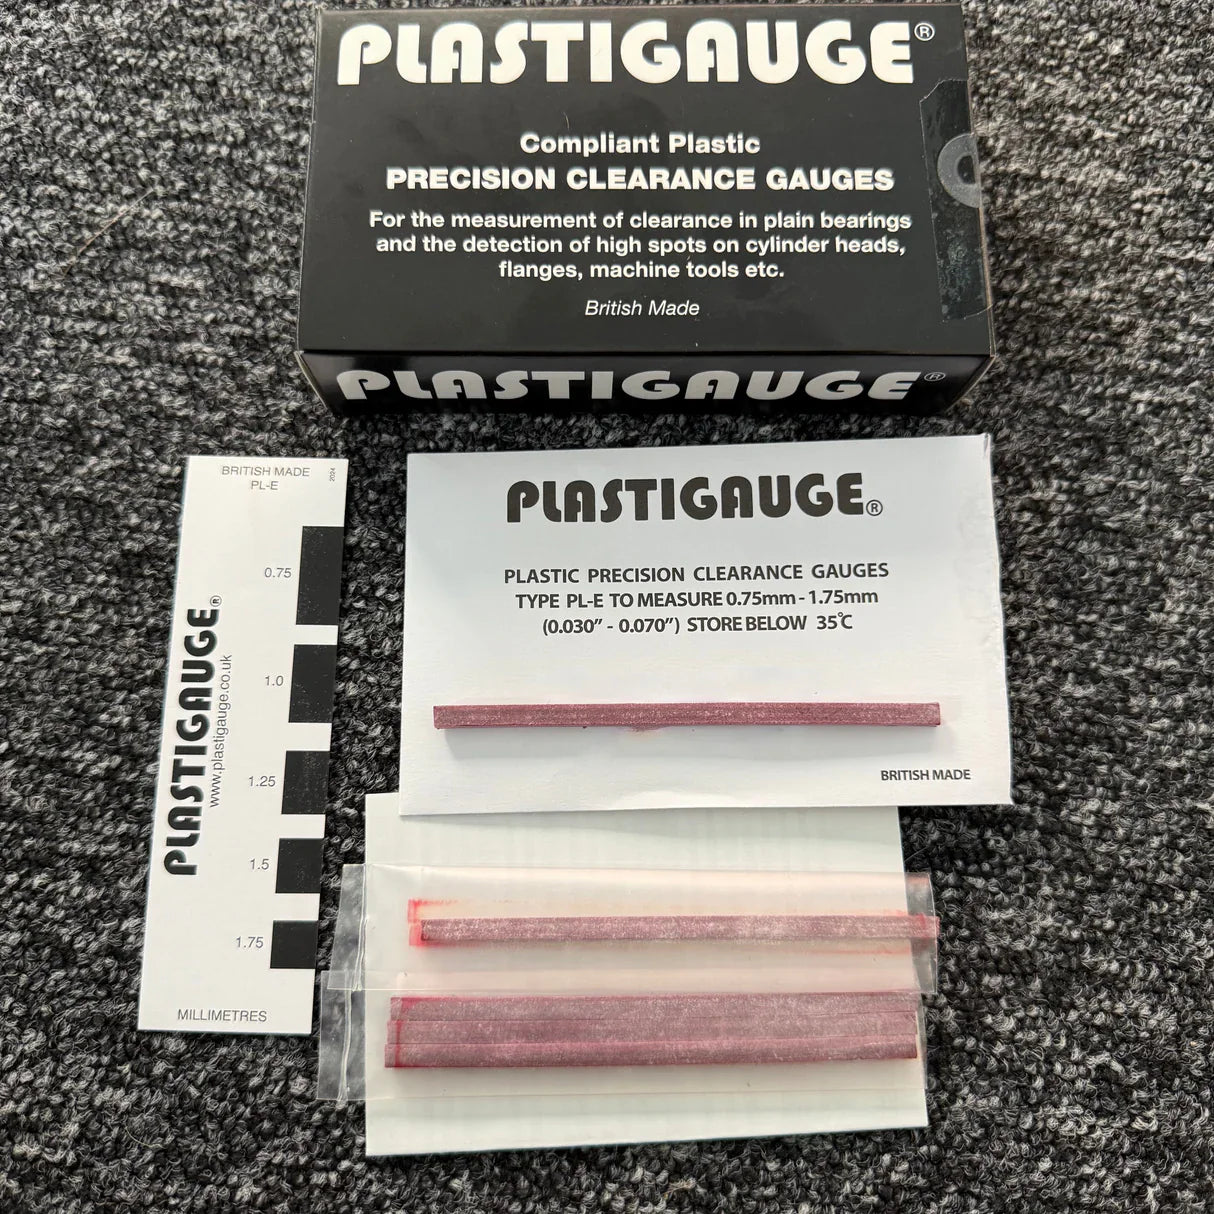 PLASTIGAUGE®
Compliant Plastic
PRECISION CLEARANCE GAUGES
For the measurement of clearance in plain bearings
and the detection of high spots on cylinder heads,
flanges, machine tools etc.
British Made
PLASTIGAUGE®
BRITISH MADE
PL-E
2024
0.75
1.0
1.25
1.5
1.75
MILLIMETRES
PLASTIGAUGE®
www.plastigauge.co.uk
PLASTIGAUGE®
PLASTIC PRECISION CLEARANCE GAUGES
TYPE PL-E TO MEASURE 0.75mm - 1.75mm
(0.030" - 0.070") STORE BELOW 35°C
BRITISH MADE